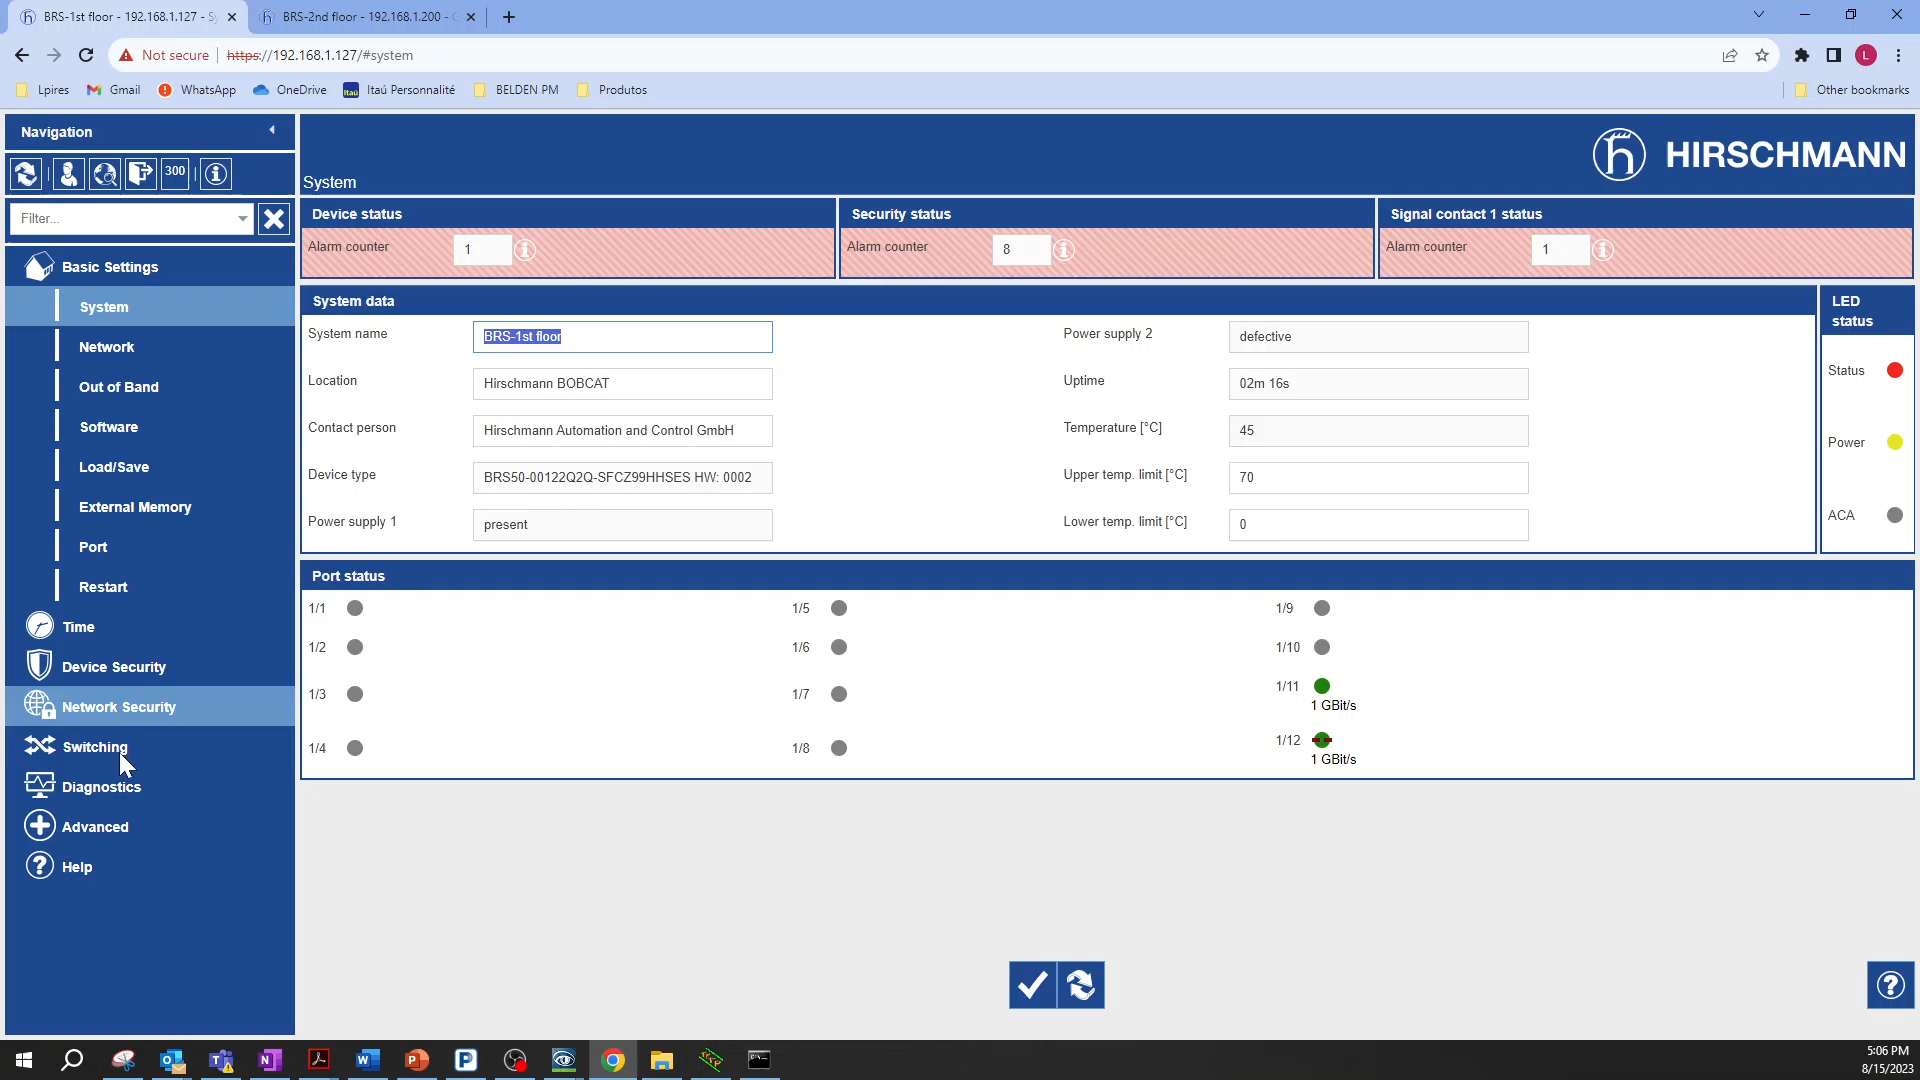 BRS-1st floor - 192.168.1.127 - Sy
BRS-2nd floor - 192.168.1.200 -
Not secure https://192.168.1.127/#system
L
Lpires Gmail WhatsApp OneDrive Itaú Personnalité BELDEN PM Produtos Other bookmarks
Navigation
300
Filter...
Basic Settings
System
Network
Out of Band
Software
Load/Save
External Memory
Port
Restart
Time
Device Security
Network Security
Switching
Diagnostics
Advanced
Help
System
HIRSCHMANN
Device status
Alarm counter 1
Security status
Alarm counter 8
Signal contact 1 status
Alarm counter 1
System data
System name BRS-1st floor
Location Hirschmann BOBCAT
Contact person Hirschmann Automation and Control GmbH
Device type BRS50-00122Q2Q-SFCZ99HHSES HW: 0002
Power supply 1 present
Power supply 2 defective
Uptime 02m 16s
Temperature [°C] 45
Upper temp. limit [°C] 70
Lower temp. limit [°C] 0
LED
status
Status
Power
ACA
Port status
1/1 1/5 1/9
1/2 1/6 1/10
1/3 1/7 1/11
1 GBit/s
1/4 1/8 1/12
1 GBit/s
5:06 PM
8/15/2023